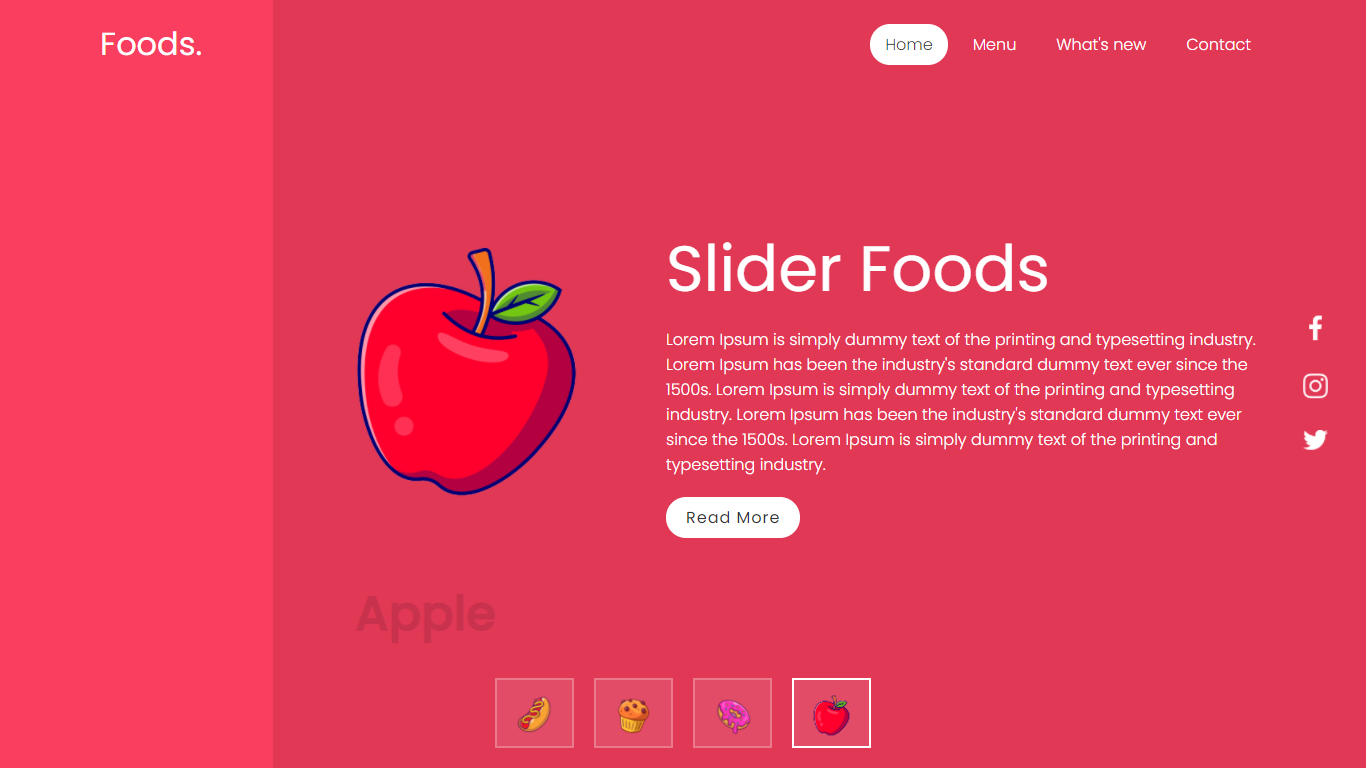 Foods.
Home
Menu
What's new
Contact
Slider Foods
Lorem Ipsum is simply dummy text of the printing and typesetting industry.
Lorem Ipsum has been the industry's standard dummy text ever since the
1500s. Lorem Ipsum is simply dummy text of the printing and typesetting
industry. Lorem Ipsum has been the industry's standard dummy text ever
since the 1500s. Lorem Ipsum is simply dummy text of the printing and
typesetting industry.
Read More
Apple